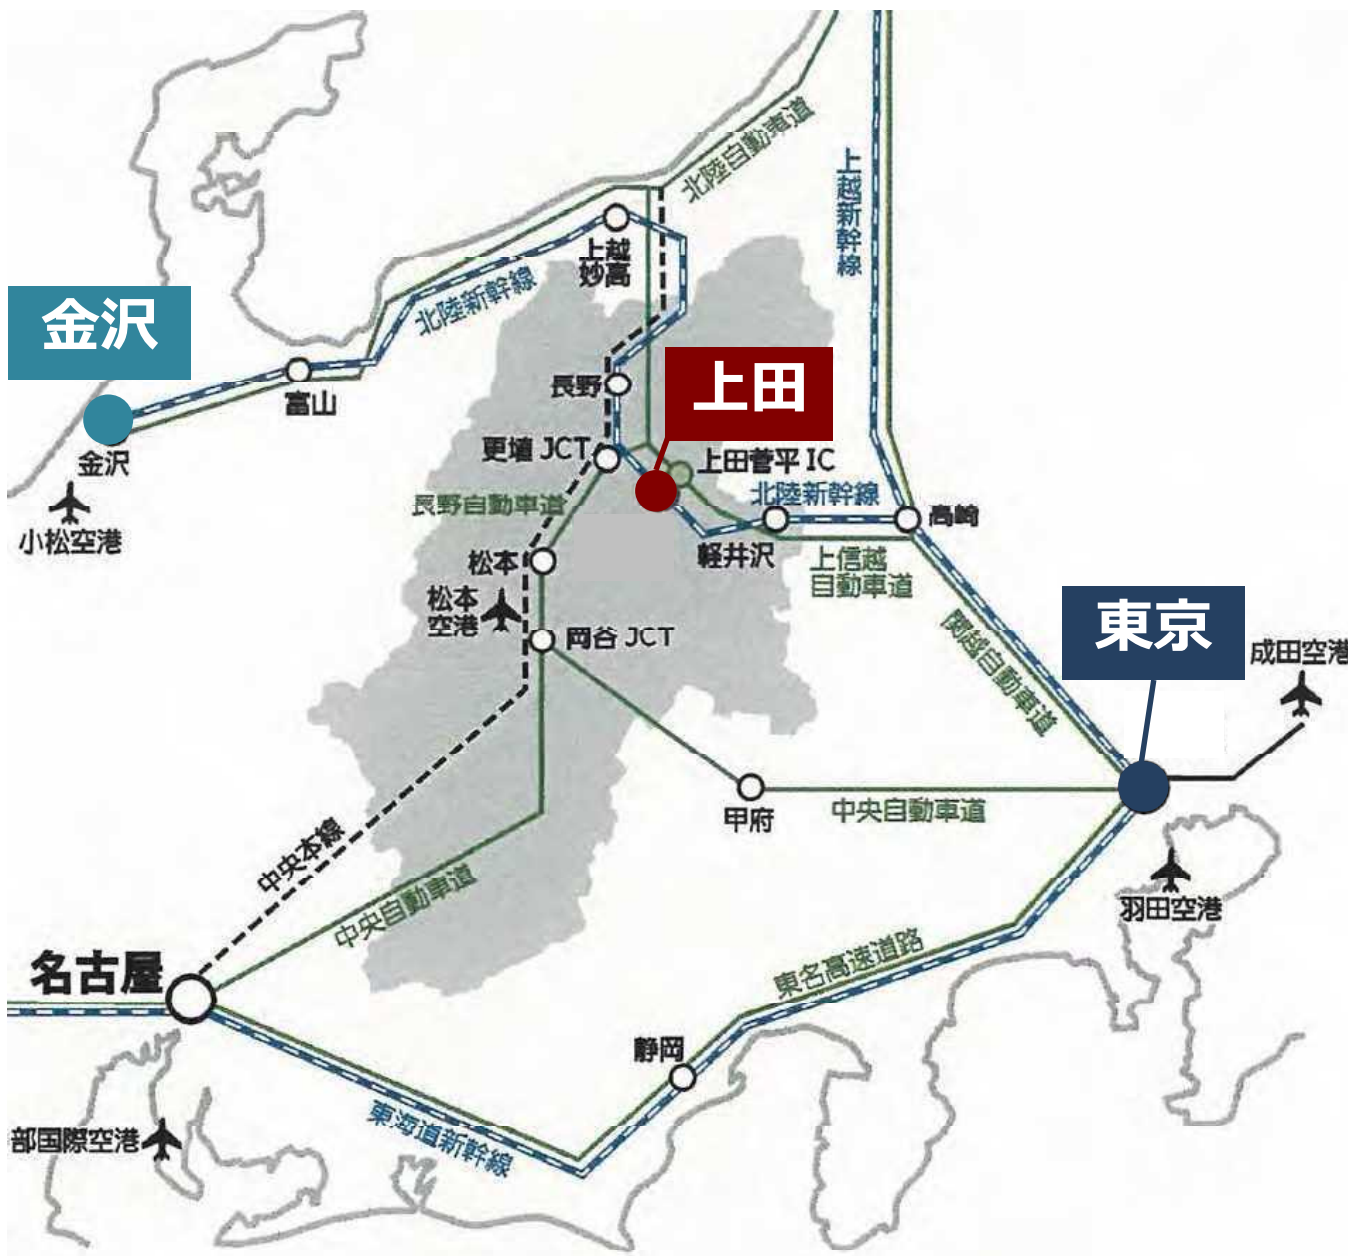 北陸自動車道
上越新幹線
上越
妙高
北陸新幹線
金沢
富山
金沢
小松空港
長野
上田
更埴 JCT
上田菅平 IC
長野自動車道
北陸新幹線
高崎
軽井沢
上信越
自動車道
松本
松本
空港
岡谷 JCT
関越自動車道
東京
成田空港
甲府
中央自動車道
中央本線
中央自動車道
羽田空港
名古屋
東名高速道路
静岡
東海道新幹線
部国際空港